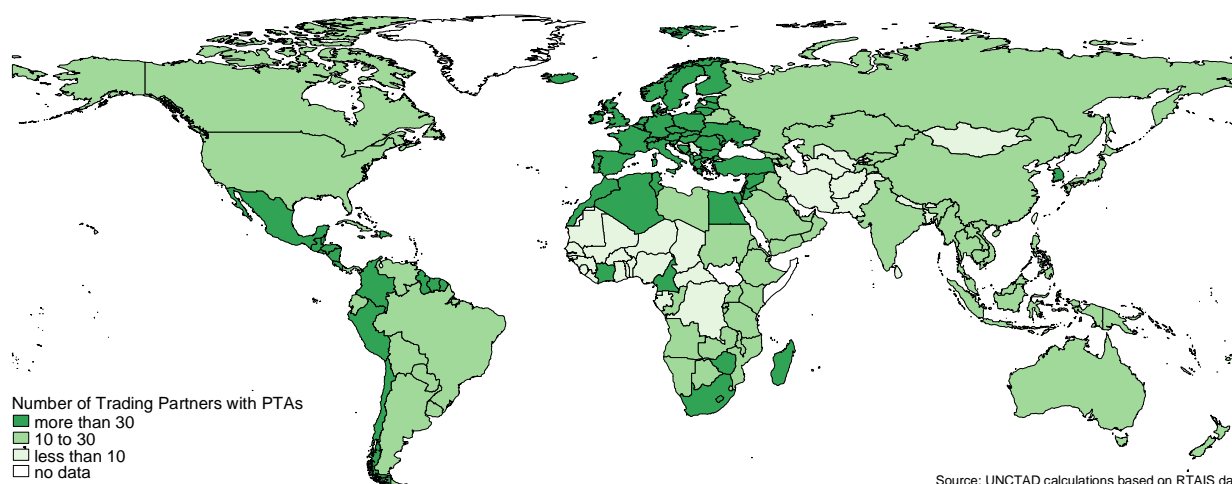 Number of Trading Partners with PTAs
more than 30
10 to 30
less than 10
no data
Source: UNCTAD calculations based on RTAIS da